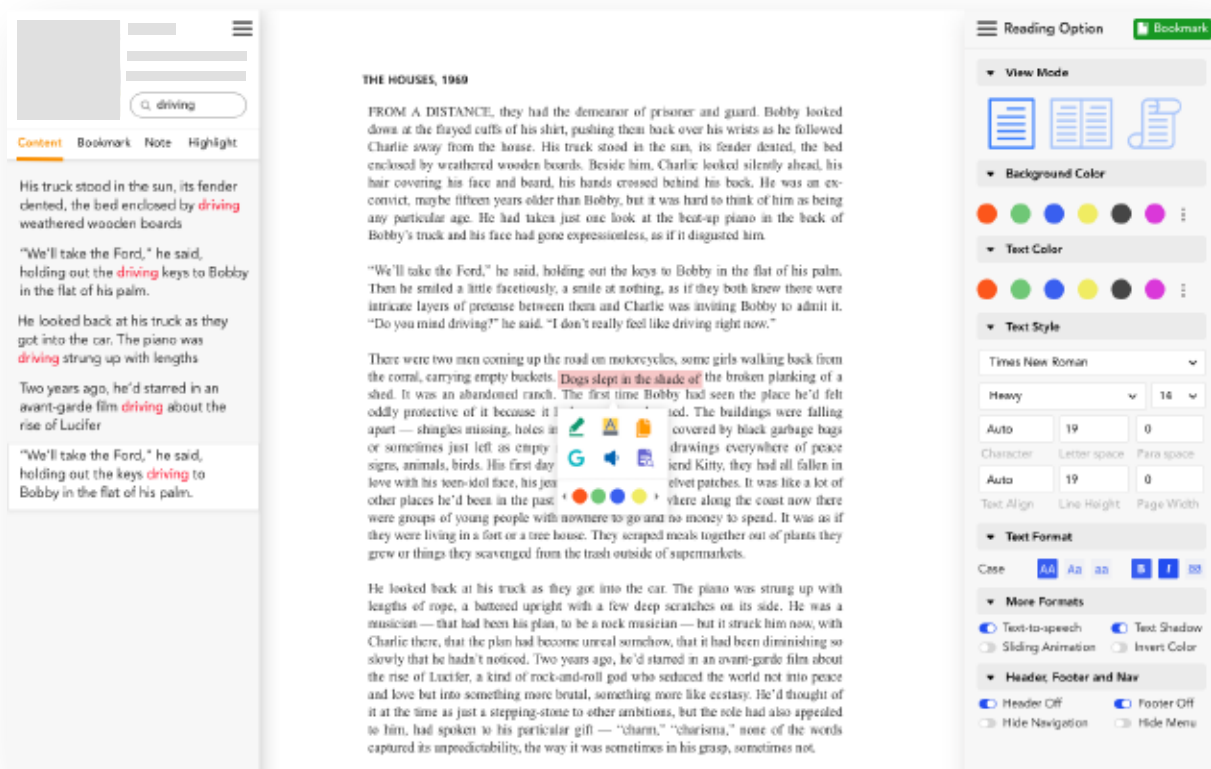 driving
Content Bookmark Note Highlight
His truck stood in the sun, its fender
dented, the bed enclosed by driving
weathered wooden boards
"We'll take the Ford," he said,
holding out the driving keys to Bobby
in the flat of his palm.
He looked back at his truck as they
got into the car. The piano was
driving strung up with lengths
Two years ago, he'd starred in an
avant-garde film driving about the
rise of Lucifer
"We'll take the Ford," he said,
holding out the keys driving to
Bobby in the flat of his palm.
THE HOUSES, 1969
FROM A DISTANCE, they had the demeanor of prisoner and guard. Bobby looked
down at the frayed cuffs of his shirt, pushing them back over his wrists as he followed
Charlie away from the house. His truck stood in the sun, its fender dented, the bed
enclosed by weathered wooden boards. Beside him, Charlie looked silently ahead, his
hair covering his face and beard, his hands crossed behind his back. He was an ex-
convict, maybe fifteen years older than Bobby, but it was hard to think of him as being
any particular age. He had taken just one look at the beat-up piano in the back of
Bobby's truck and his face had gone expressionless, as if it disgusted him.
“We'll take the Ford,” he said, holding out the keys to Bobby in the flat of his palm.
Then he smiled a little facetiously, a smile at nothing, as if they both knew there were
intricate layers of pretense between them and Charlie was inviting Bobby to admit it.
“Do you mind driving?” he said. “I don't really feel like driving right now.”
There were two men coming up the road on motorcycles, some girls walking back from
the corral, carrying empty buckets. Dogs slept in the shade of the broken planking of a
shed. It was an abandoned ranch. The first time Bobby had seen the place he'd felt
oddly protective of it because it ned. The buildings were falling
apart — shingles missing, holes in covered by black garbage bags
or sometimes just left as empty drawings everywhere of peace
signs, animals, birds. His first day iend Kitty, they had all fallen in
love with his teen-idol face, his jea elvet patches. It was like a lot of
other places he'd been in the past where along the coast now there
were groups of young people with nowhere to go and no money to spend. It was as if
they were living in a fort or a tree house. They scraped meals together out of plants they
grew or things they scavenged from the trash outside of supermarkets.
He looked back at his truck as they got into the car. The piano was strung up with
lengths of rope, a battered upright with a few deep scratches on its side. He was a
musician — that had been his plan, to be a rock musician — but it struck him now, with
Charlie there, that the plan had become unreal somehow, that it had been diminishing so
slowly that he hadn't noticed. Two years ago, he'd starred in an avant-garde film about
the rise of Lucifer, a kind of rock-and-roll god who seduced the world not into peace
and love but into something more brutal, something more like ecstasy. He'd thought of
it at the time as just a stepping-stone to other ambitions, but the role had also appealed
to him, had spoken to his particular gift — “charm,” “charisma,” none of the words
captured its unpredictability, the way it was sometimes in his grasp, sometimes not.
Reading Option Bookmark
View Mode
Background Color
Text Color
Text Style
Times New Roman
Heavy 14
Auto 19 0
Character Letter space Para space
Auto 19 0
Text Align Line Height Page Width
Text Format
Case AA Aa aa B I
More Formats
Text-to-speech Text Shadow
Sliding Animation Invert Color
Header, Footer and Nav
Header Off Footer Off
Hide Navigation Hide Menu